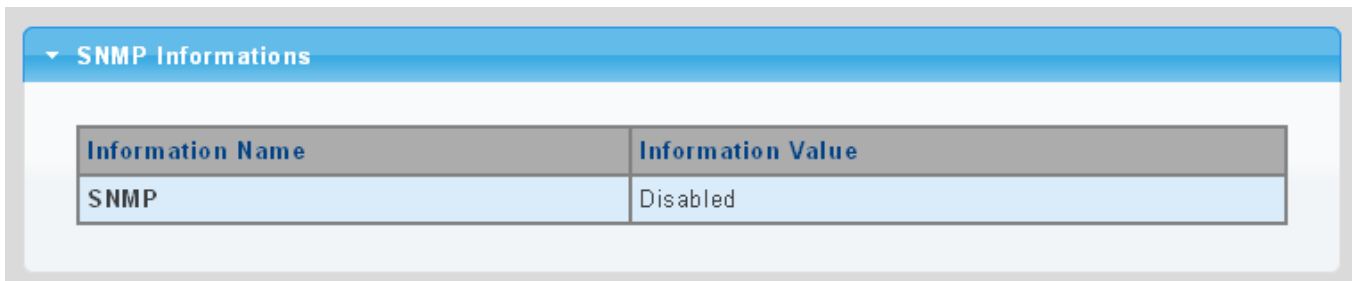 SNMP Informations
Information Name Information Value
SNMP Disabled